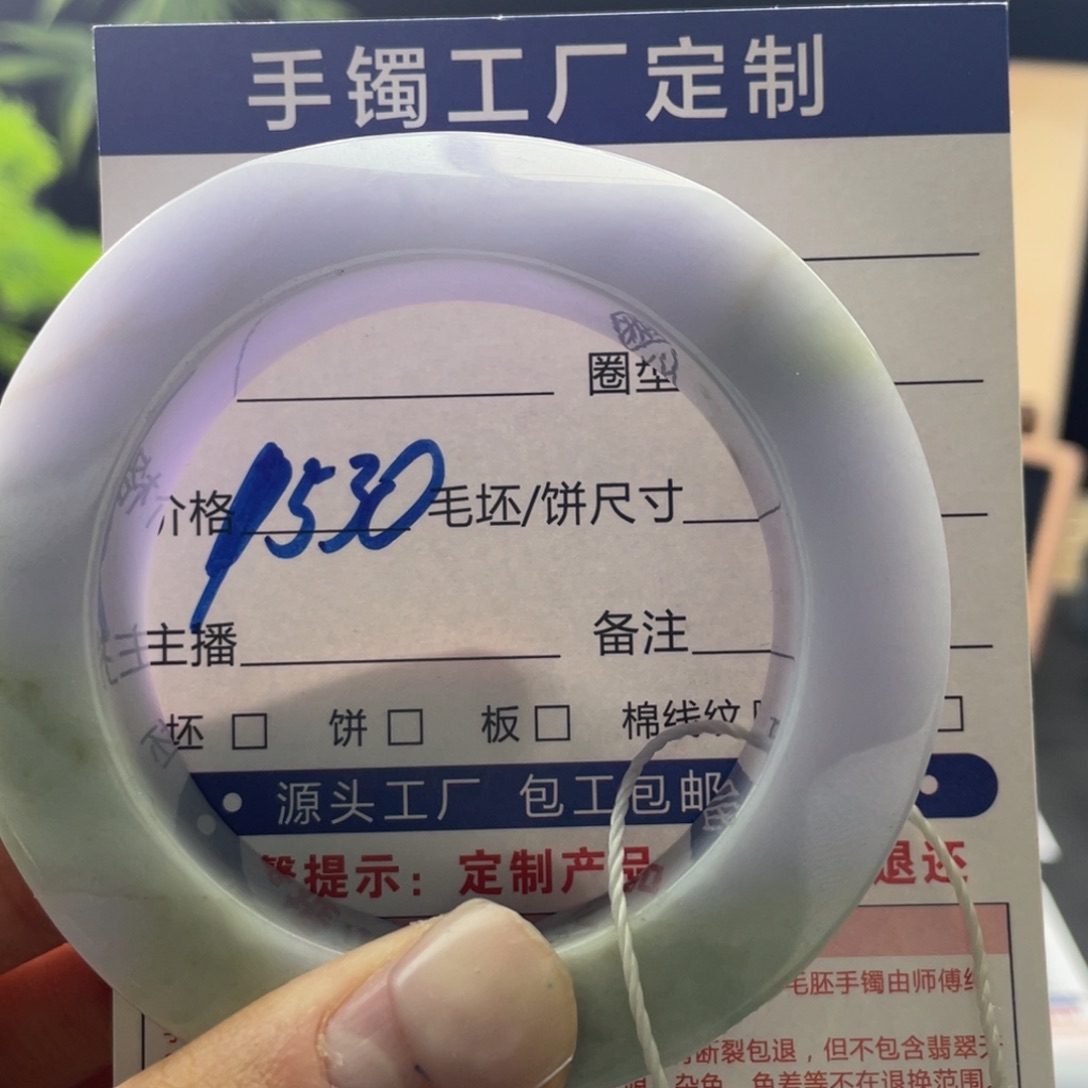 手镯工厂定制
圈型
价格 1530 毛坯/饼尺寸
主播 备注
坯 □ 饼 □ 板 □ 棉线纹 □
源头工厂 包工包邮
提示：定制产品 退还
毛胚手镯由师傅
断裂包退，但不包含翡翠天
杂色、色差等不在退换范围